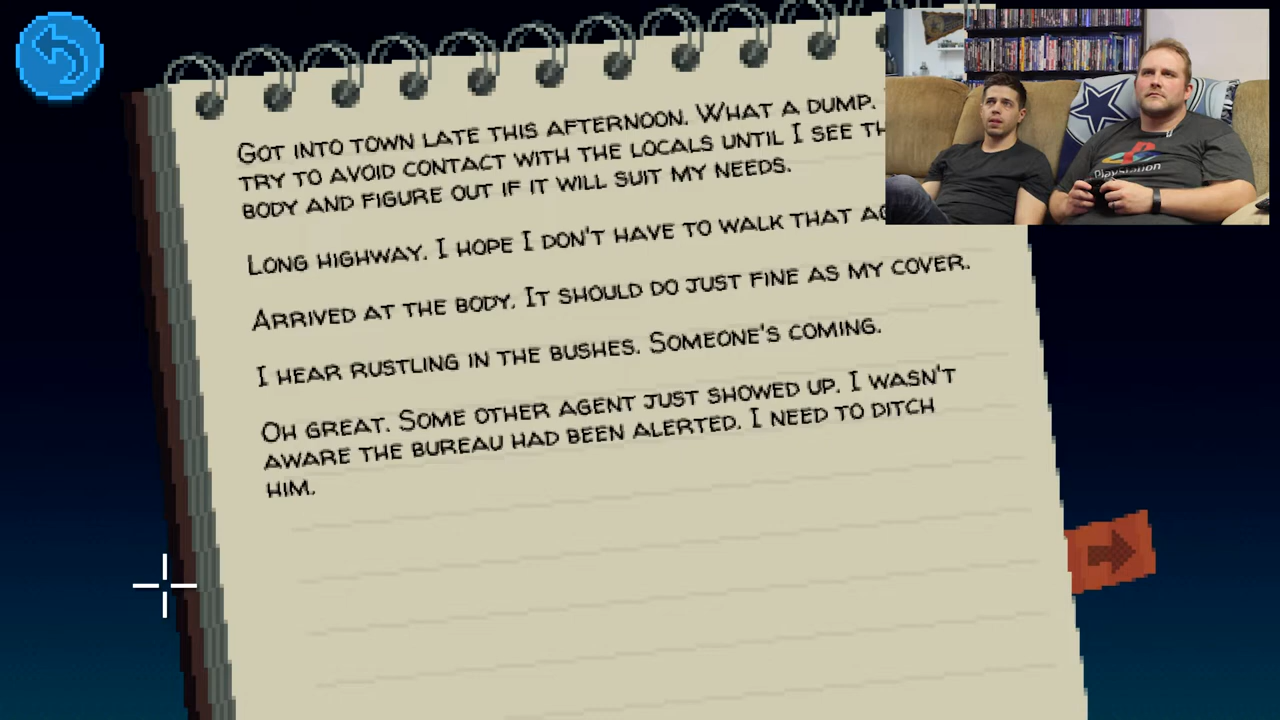 Got into town late this afternoon. What a dump.
try to avoid contact with the locals until I see
body and figure out if it will suit my needs.
Long highway. I hope I don't have to walk that
Arrived at the body. It should do just fine as my cover.
I hear rustling in the bushes. Someone's coming.
Oh great. Some other agent just showed up. I wasn't
aware the bureau had been alerted. I need to ditch
him.
PlayStation